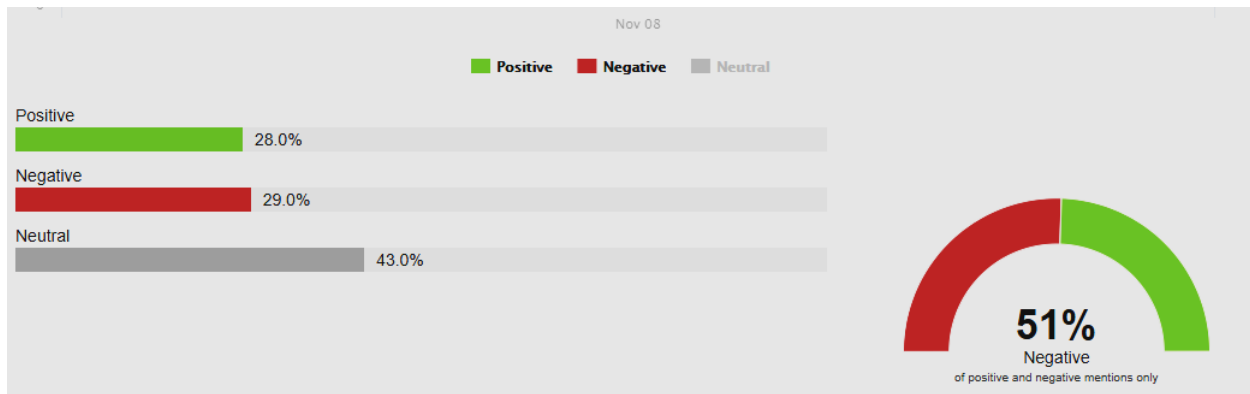 Nov 08
Positive Negative Neutral
Positive
28.0%
Negative
29.0%
Neutral
43.0%
51%
Negative
of positive and negative mentions only